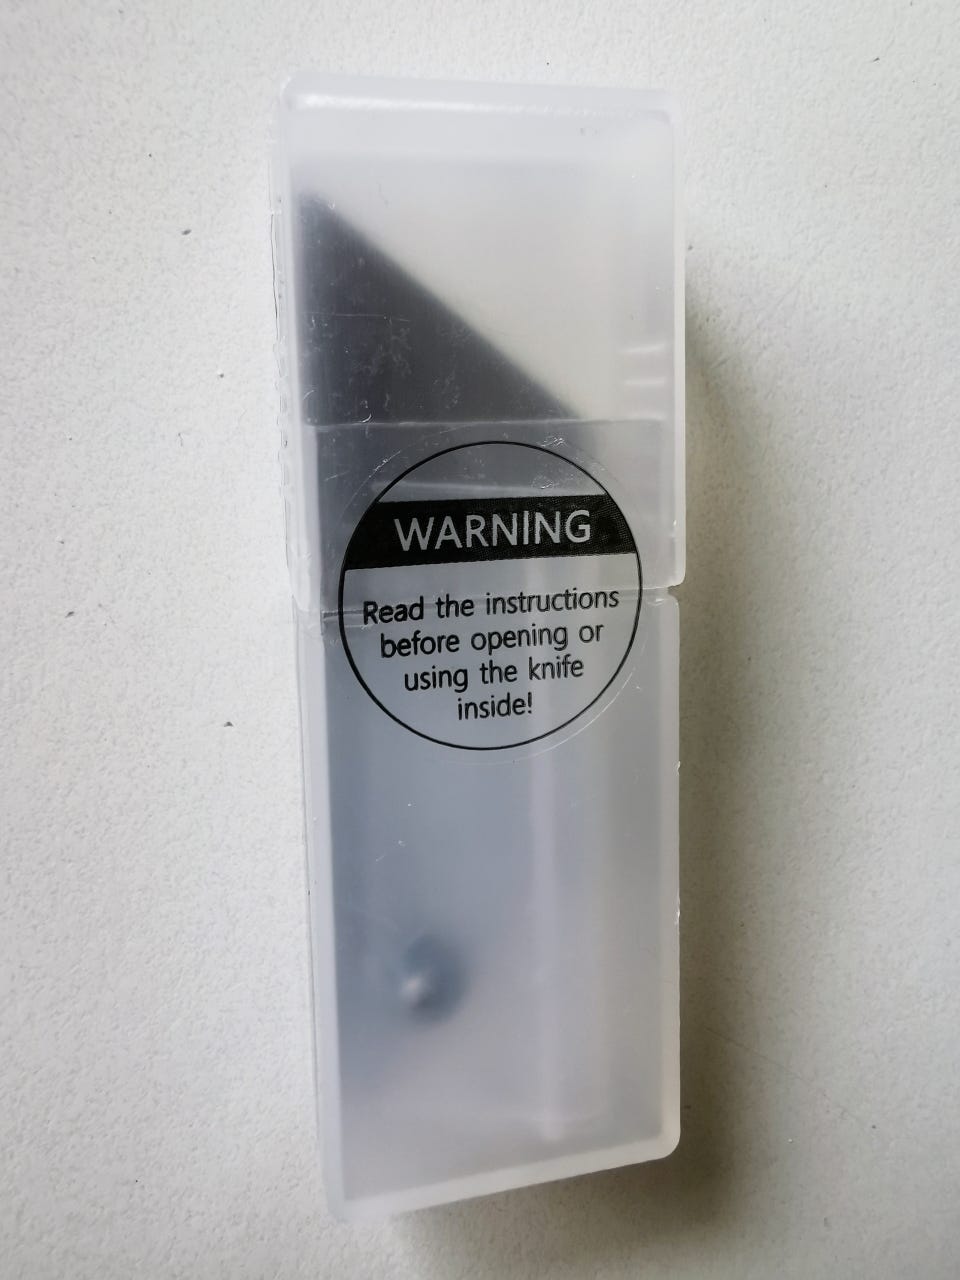 WARNING
Read the instructions
before opening or
using the knife
inside!